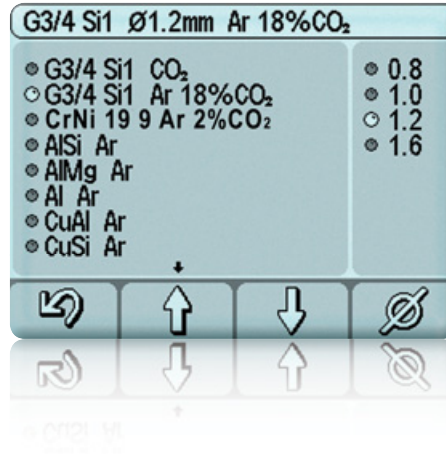 G3/4 Si1 Ø1.2mm Ar 18%CO₂
G3/4 Si1 CO₂
G3/4 Si1 Ar 18%CO₂
CrNi 19 9 Ar 2%CO₂
AlSi Ar
AlMg Ar
Al Ar
CuAl Ar
CuSi Ar
0.8
1.0
1.2
1.6